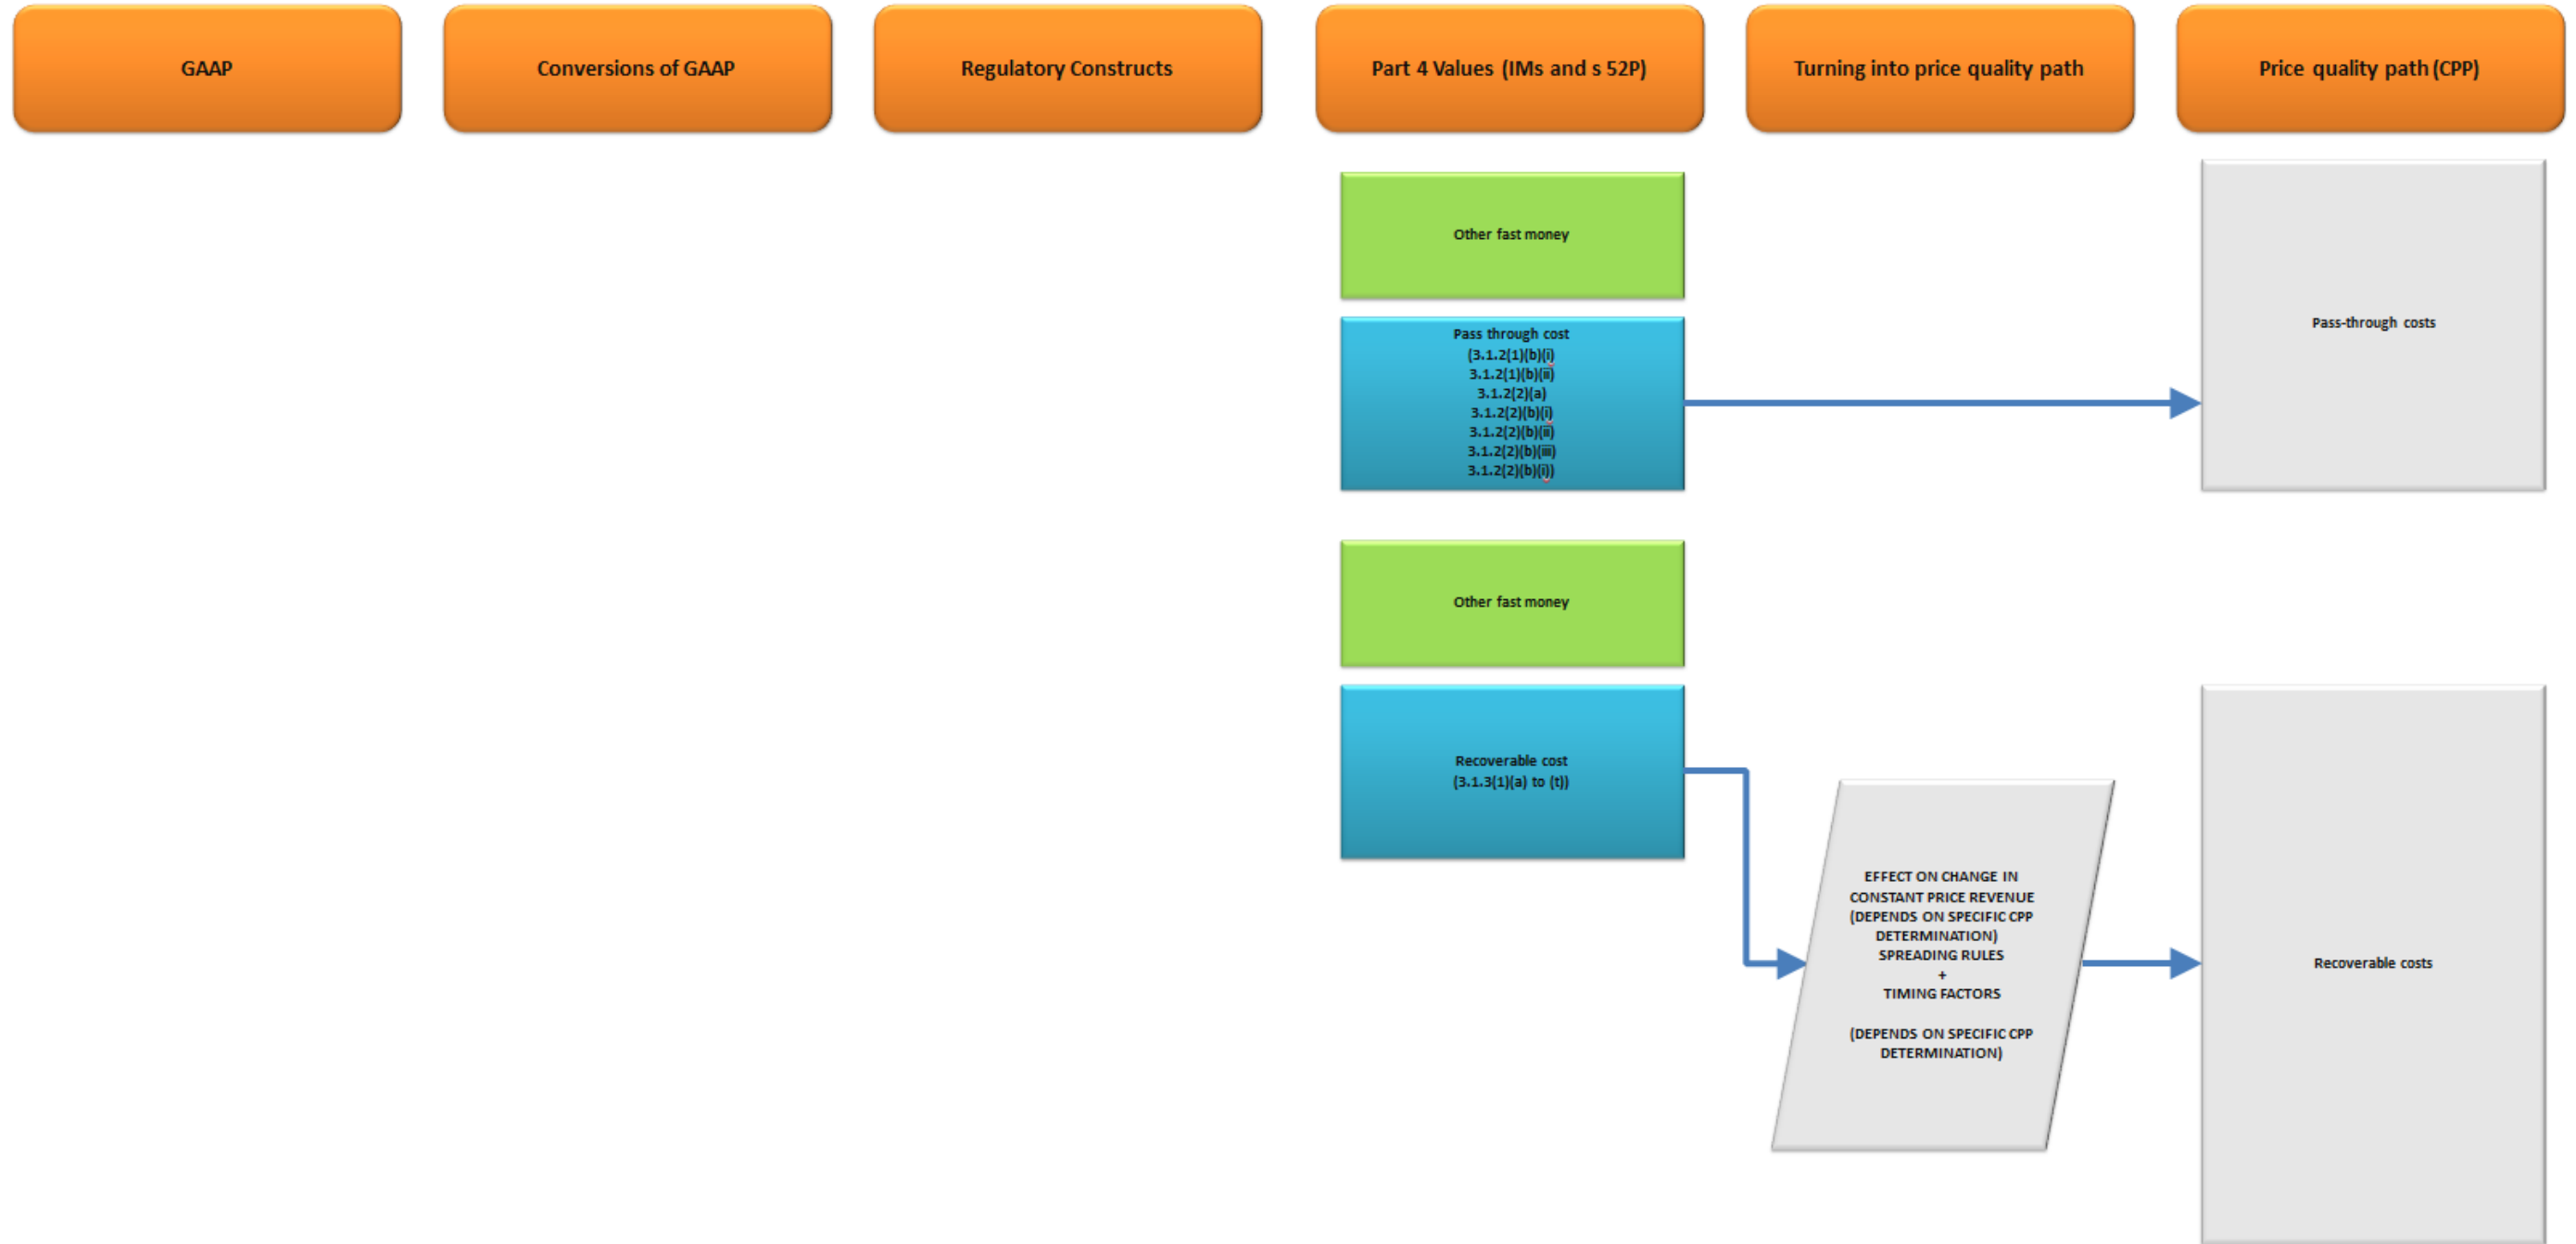 GAAP
Conversions of GAAP
Regulatory Constructs
Part 4 Values (IMs and s 52P)
Turning into price quality path
Price quality path (CPP)
Other fast money
Pass through cost
(3.1.2(1)(b)(i)
3.1.2(1)(b)(ii)
3.1.2(2)(a)
3.1.2(2)(b)(i)
3.1.2(2)(b)(ii)
3.1.2(2)(b)(iii)
3.1.2(2)(b)(i))
Pass-through costs
Other fast money
Recoverable cost
(3.1.3(1)(a) to (t))
EFFECT ON CHANGE IN
CONSTANT PRICE REVENUE
(DEPENDS ON SPECIFIC CPP
DETERMINATION)
SPREADING RULES
+
TIMING FACTORS
(DEPENDS ON SPECIFIC CPP
DETERMINATION)
Recoverable costs